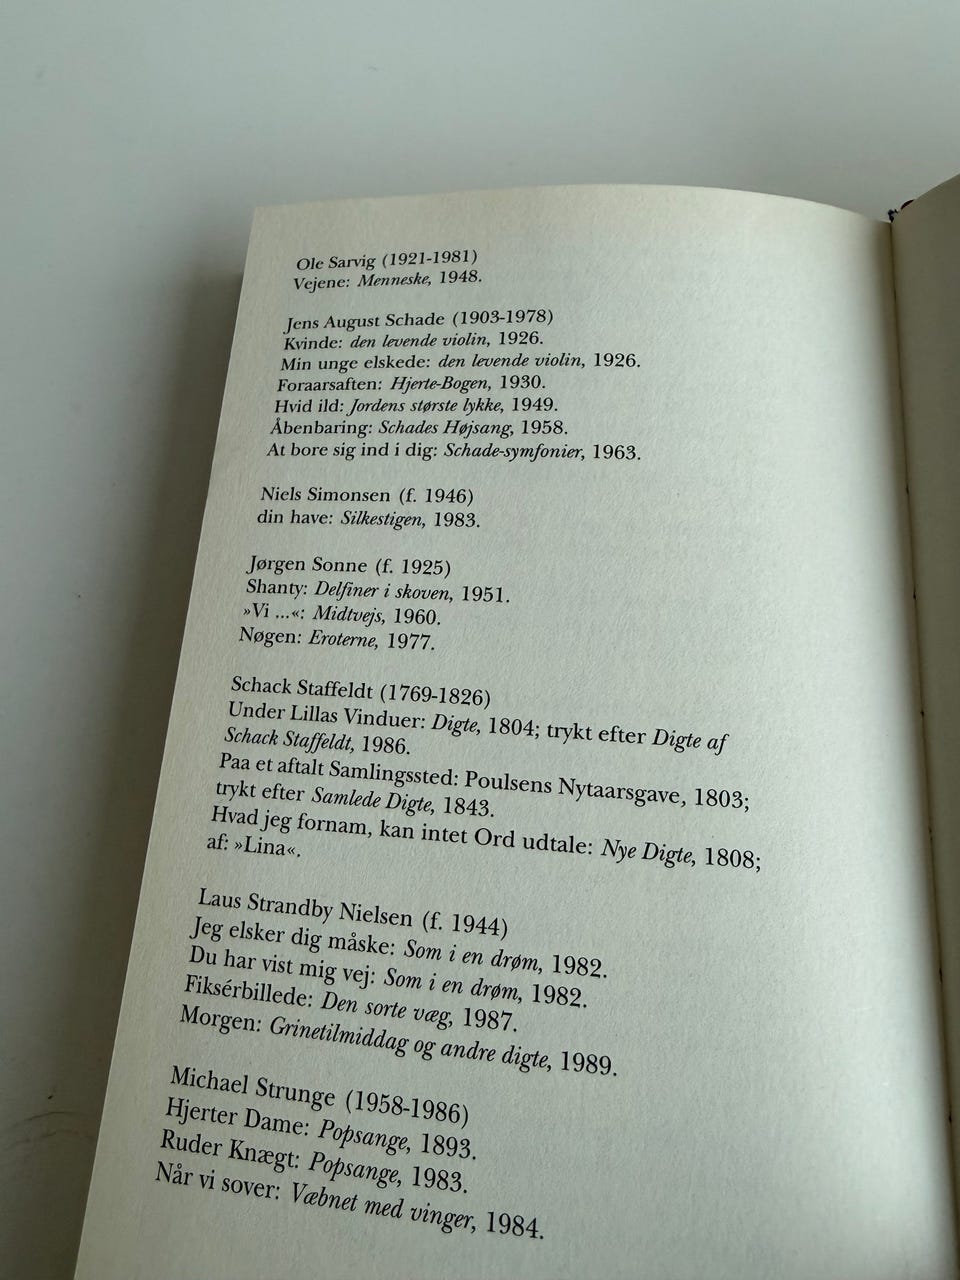 Ole Sarvig (1921-1981)
Vejene: Menneske, 1948.
Jens August Schade (1903-1978)
Kvinde: den levende violin, 1926.
Min unge elskede: den levende violin, 1926.
Foraarsaften: Hjerte-Bogen, 1930.
Hvid ild: Jordens største lykke, 1949.
Åbenbaring: Schades Højsang, 1958.
At bore sig ind i dig: Schade-symfonier, 1963.
Niels Simonsen (f. 1946)
din have: Silkestigen, 1983.
Jørgen Sonne (f. 1925)
Shanty: Delfiner i skoven, 1951.
»Vi ...«: Midtvejs, 1960.
Nøgen: Eroterne, 1977.
Schack Staffeldt (1769-1826)
Under Lillas Vinduer: Digte, 1804; trykt efter Digte af
Schack Staffeldt, 1986.
Paa et aftalt Samlingssted: Poulsens Nytaarsgave, 1803;
trykt efter Samlede Digte, 1843.
Hvad jeg fornam, kan intet Ord udtale: Nye Digte, 1808;
af: »Lina«.
Laus Strandby Nielsen (f. 1944)
Jeg elsker dig måske: Som i en drøm, 1982.
Du har vist mig vej: Som i en drøm, 1982.
Fiksérbillede: Den sorte væg, 1987.
Morgen: Grinetilmiddag og andre digte, 1989.
Michael Strunge (1958-1986)
Hjerter Dame: Popsange, 1893.
Ruder Knægt: Popsange, 1983.
Når vi sover: Væbnet med vinger, 1984.